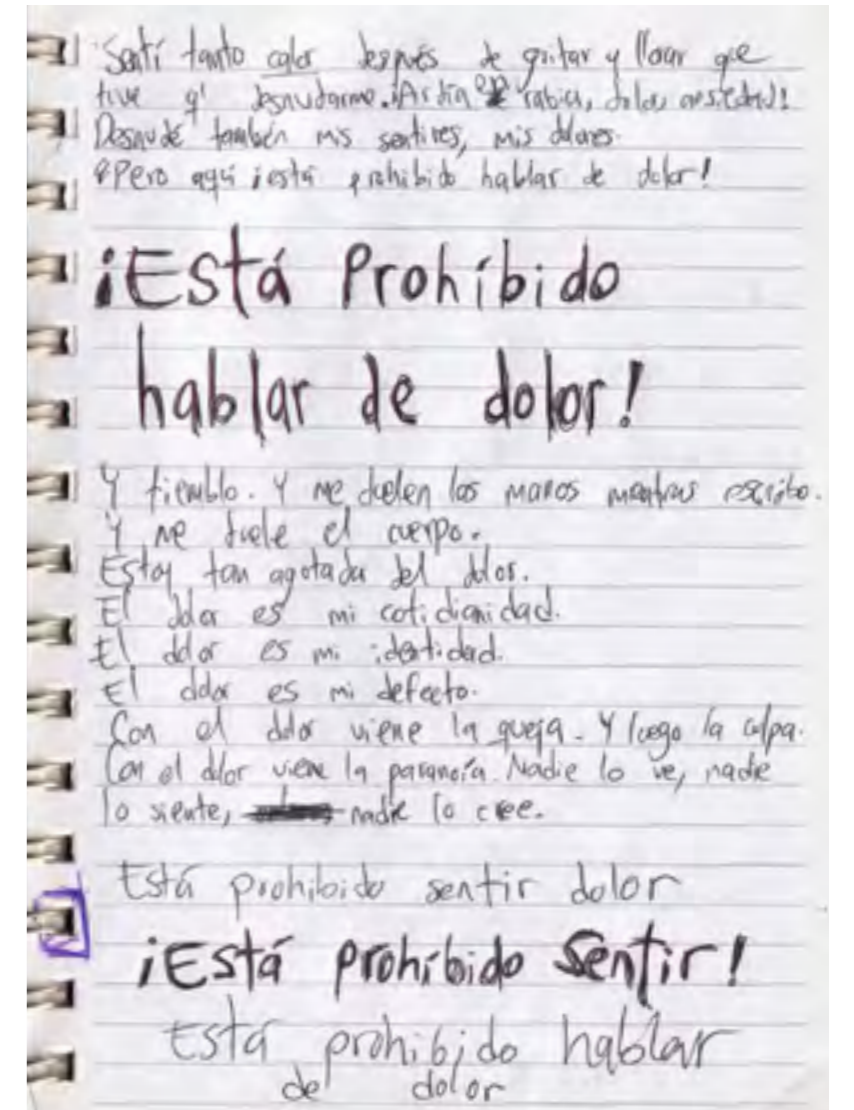 Sentí tanto calor después de gritar y llorar que
tuve q' desnudarme. ¡Ardía de rabia, dolor, ansiedad!
Desnudé también mis sentires, mis dolores.
Pero aquí ¡está prohibido hablar de dolor!
¡Está Prohibido
hablar de dolor!
Y tiemblo. Y me duelen las manos mientras escribo.
Y me duele el cuerpo.
Estoy tan agotada del dolor.
El dolor es mi cotidianidad.
El dolor es mi identidad.
El dolor es mi defecto.
Con el dolor viene la queja. Y luego la culpa.
Con el dolor viene la paranoia. Nadie lo ve, nadie
lo siente, nadie lo cree.
Está prohibido sentir dolor
¡Está prohibido sentir!
Está prohibido hablar
de dolor